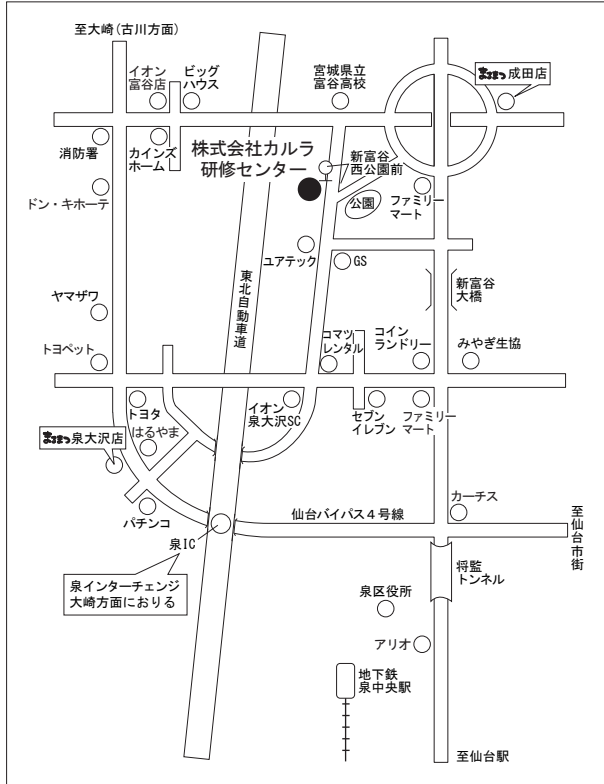 至大崎(古川方面)
イオン
富谷店
ビッグ
ハウス
宮城県立
富谷高校
まるまつ 成田店
消防署
カインズ
ホーム
株式会社カルラ
研修センター
新富谷
西公園前
ドン・キホーテ
公園
ファミリー
マート
ユアテック
GS
東北自動車道
新富谷
大橋
ヤマザワ
トヨペット
コマツ
レンタル
コイン
ランドリー
みやぎ生協
トヨタ
はるやま
イオン
泉大沢SC
セブン
イレブン
ファミリー
マート
まるまつ 泉大沢店
パチンコ
カーチス
仙台バイパス4号線
至仙台市街
泉IC
泉インターチェンジ
大崎方面におりる
将監
トンネル
泉区役所
アリオ
地下鉄
泉中央駅
至仙台駅